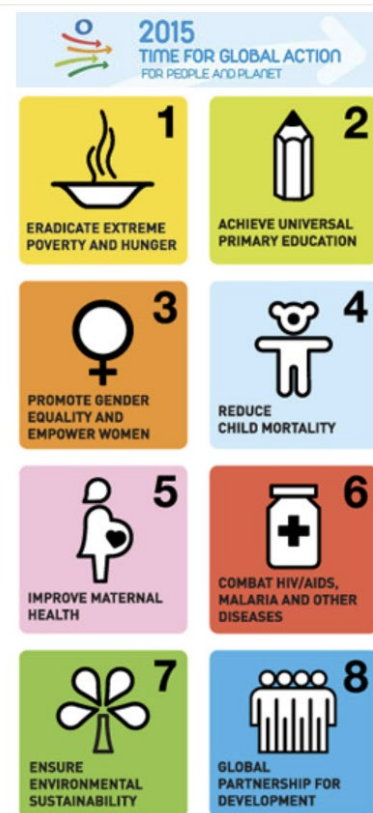 2015
TIME FOR GLOBAL ACTION
FOR PEOPLE AND PLANET
1
ERADICATE EXTREME
POVERTY AND HUNGER
2
ACHIEVE UNIVERSAL
PRIMARY EDUCATION
3
PROMOTE GENDER
EQUALITY AND
EMPOWER WOMEN
4
REDUCE
CHILD MORTALITY
5
IMPROVE MATERNAL
HEALTH
6
COMBAT HIV/AIDS,
MALARIA AND OTHER
DISEASES
7
ENSURE
ENVIRONMENTAL
SUSTAINABILITY
8
GLOBAL
PARTNERSHIP FOR
DEVELOPMENT